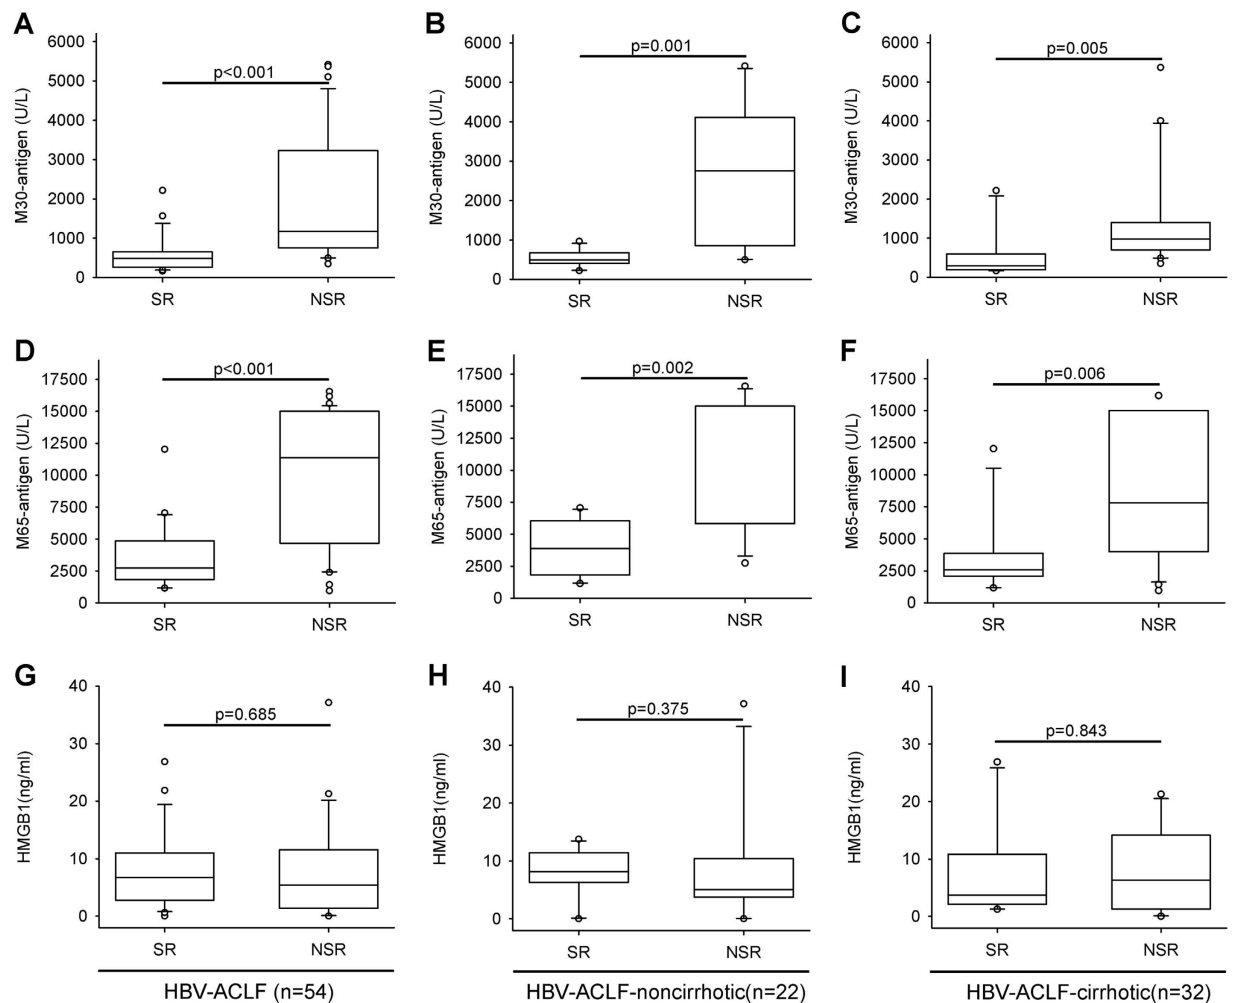 A
M30-antigen (U/L)
6000
5000
4000
3000
2000
1000
0
p<0.001
SR
NSR
B
M30-antigen (U/L)
6000
5000
4000
3000
2000
1000
0
p=0.001
SR
NSR
C
M30-antigen (U/L)
6000
5000
4000
3000
2000
1000
0
p=0.005
SR
NSR
D
M65-antigen (U/L)
17500
15000
12500
10000
7500
5000
2500
0
p<0.001
SR
NSR
E
M65-antigen (U/L)
17500
15000
12500
10000
7500
5000
2500
0
p=0.002
SR
NSR
F
M65-antigen (U/L)
17500
15000
12500
10000
7500
5000
2500
0
p=0.006
SR
NSR
G
HMGB1(ng/ml)
40
30
20
10
0
p=0.685
SR
NSR
HBV-ACLF (n=54)
H
HMGB1(ng/ml)
40
30
20
10
0
p=0.375
SR
NSR
HBV-ACLF-noncirrhotic(n=22)
I
HMGB1(ng/ml)
40
30
20
10
0
p=0.843
SR
NSR
HBV-ACLF-cirrhotic(n=32)